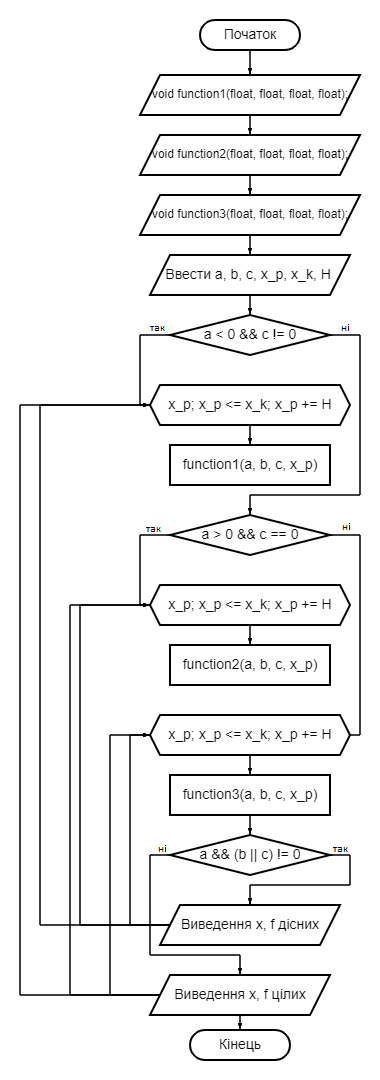 Початок
void function1(float, float, float, float);
void function2(float, float, float, float);
void function3(float, float, float, float);
Ввести a, b, c, x_p, x_k, H
так
a < 0 && c != 0
ні
x_p; x_p <= x_k; x_p += H
function1(a, b, c, x_p)
так
a > 0 && c == 0
ні
x_p; x_p <= x_k; x_p += H
function2(a, b, c, x_p)
x_p; x_p <= x_k; x_p += H
function3(a, b, c, x_p)
ні
a && (b || c) != 0
так
Виведення x, f дісних
Виведення x, f цілих
Кінець